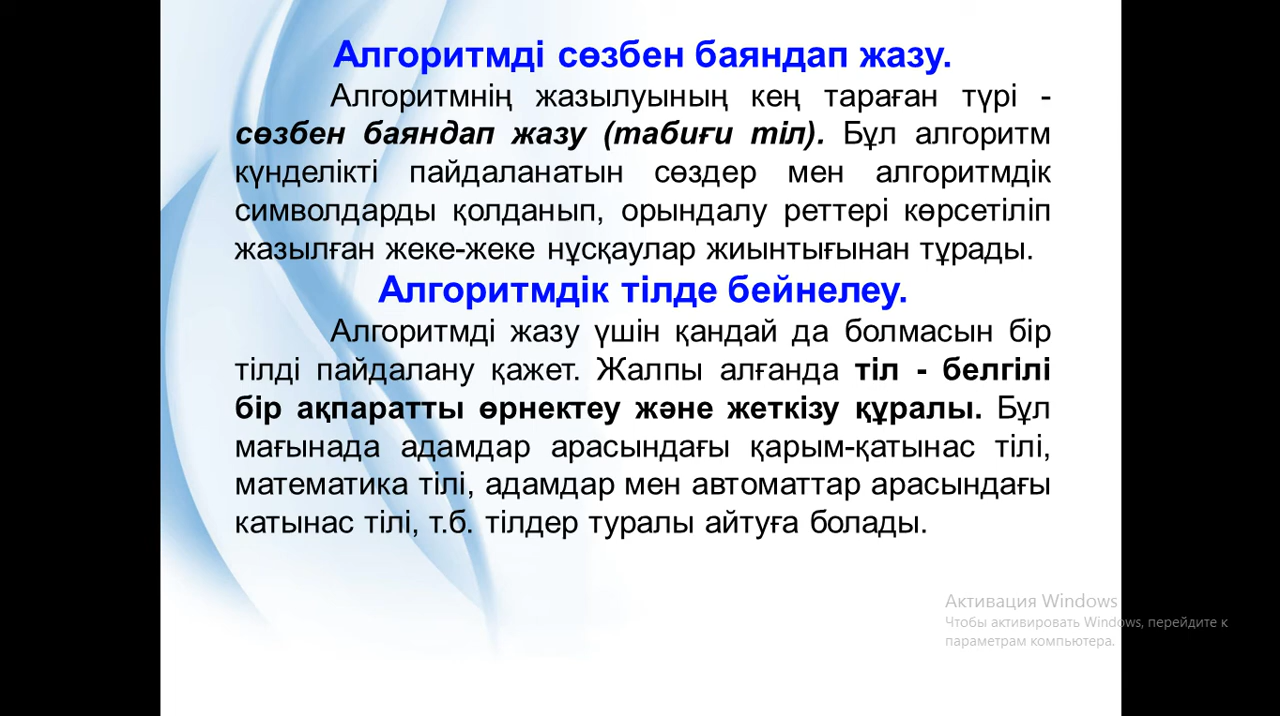 Алгоритмді сөзбен баяндап жазу.
Алгоритмнің жазылуының кең тараған түрі -
сөзбен баяндап жазу (табиғи тіл). Бұл алгоритм
күнделікті пайдаланатын сөздер мен алгоритмдік
символдарды қолданып, орындалу реттері көрсетіліп
жазылған жеке-жеке нұсқаулар жиынтығынан тұрады.
Алгоритмдік тілде бейнелеу.
Алгоритмді жазу үшін қандай да болмасын бір
тілді пайдалану қажет. Жалпы алғанда тіл - белгілі
бір ақпаратты өрнектеу және жеткізу құралы. Бұл
мағынада адамдар арасындағы қарым-қатынас тілі,
математика тілі, адамдар мен автоматтар арасындағы
катынас тілі, т.б. тілдер туралы айтуға болады.
Активация Windows
Чтобы активировать Windows, перейдите к
параметрам компьютера.